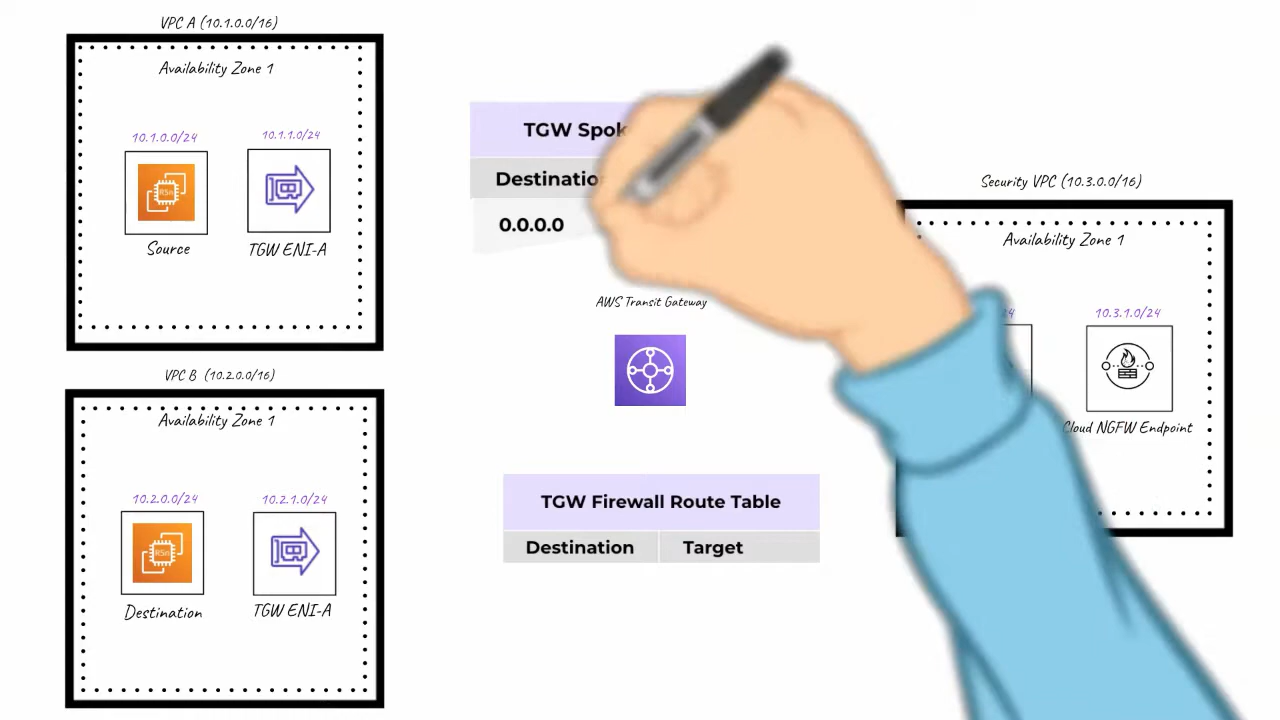 VPC A (10.1.0.0/16)
Availability Zone 1
10.1.0.0/24
10.1.1.0/24
R5n
Source
TGW ENI-A
VPC B (10.2.0.0/16)
Availability Zone 1
10.2.0.0/24
10.2.1.0/24
R5n
Destination
TGW ENI-A
TGW Spok
Destinatio
0.0.0.0
AWS Transit Gateway
TGW Firewall Route Table
Destination Target
Security VPC (10.3.0.0/16)
Availability Zone 1
24
10.3.1.0/24
Cloud NGFW Endpoint